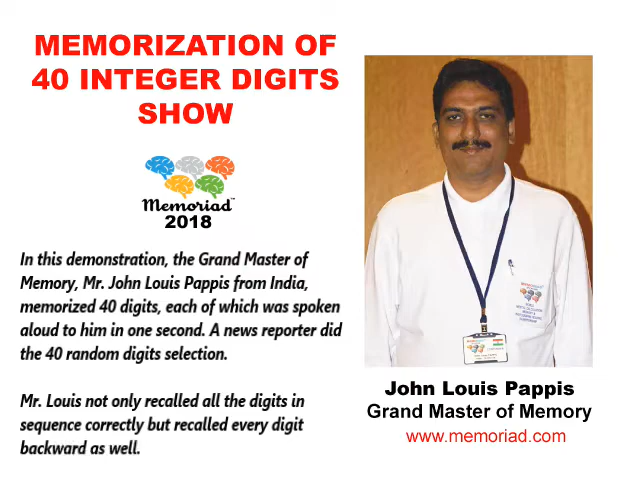 MEMORIZATION OF
40 INTEGER DIGITS
SHOW
Memoriad™
2018
In this demonstration, the Grand Master of
Memory, Mr. John Louis Pappis from India,
memorized 40 digits, each of which was spoken
aloud to him in one second. A news reporter did
the 40 random digits selection.
Mr. Louis not only recalled all the digits in
sequence correctly but recalled every digit
backward as well.
John Louis Pappis
Grand Master of Memory
www.memoriad.com